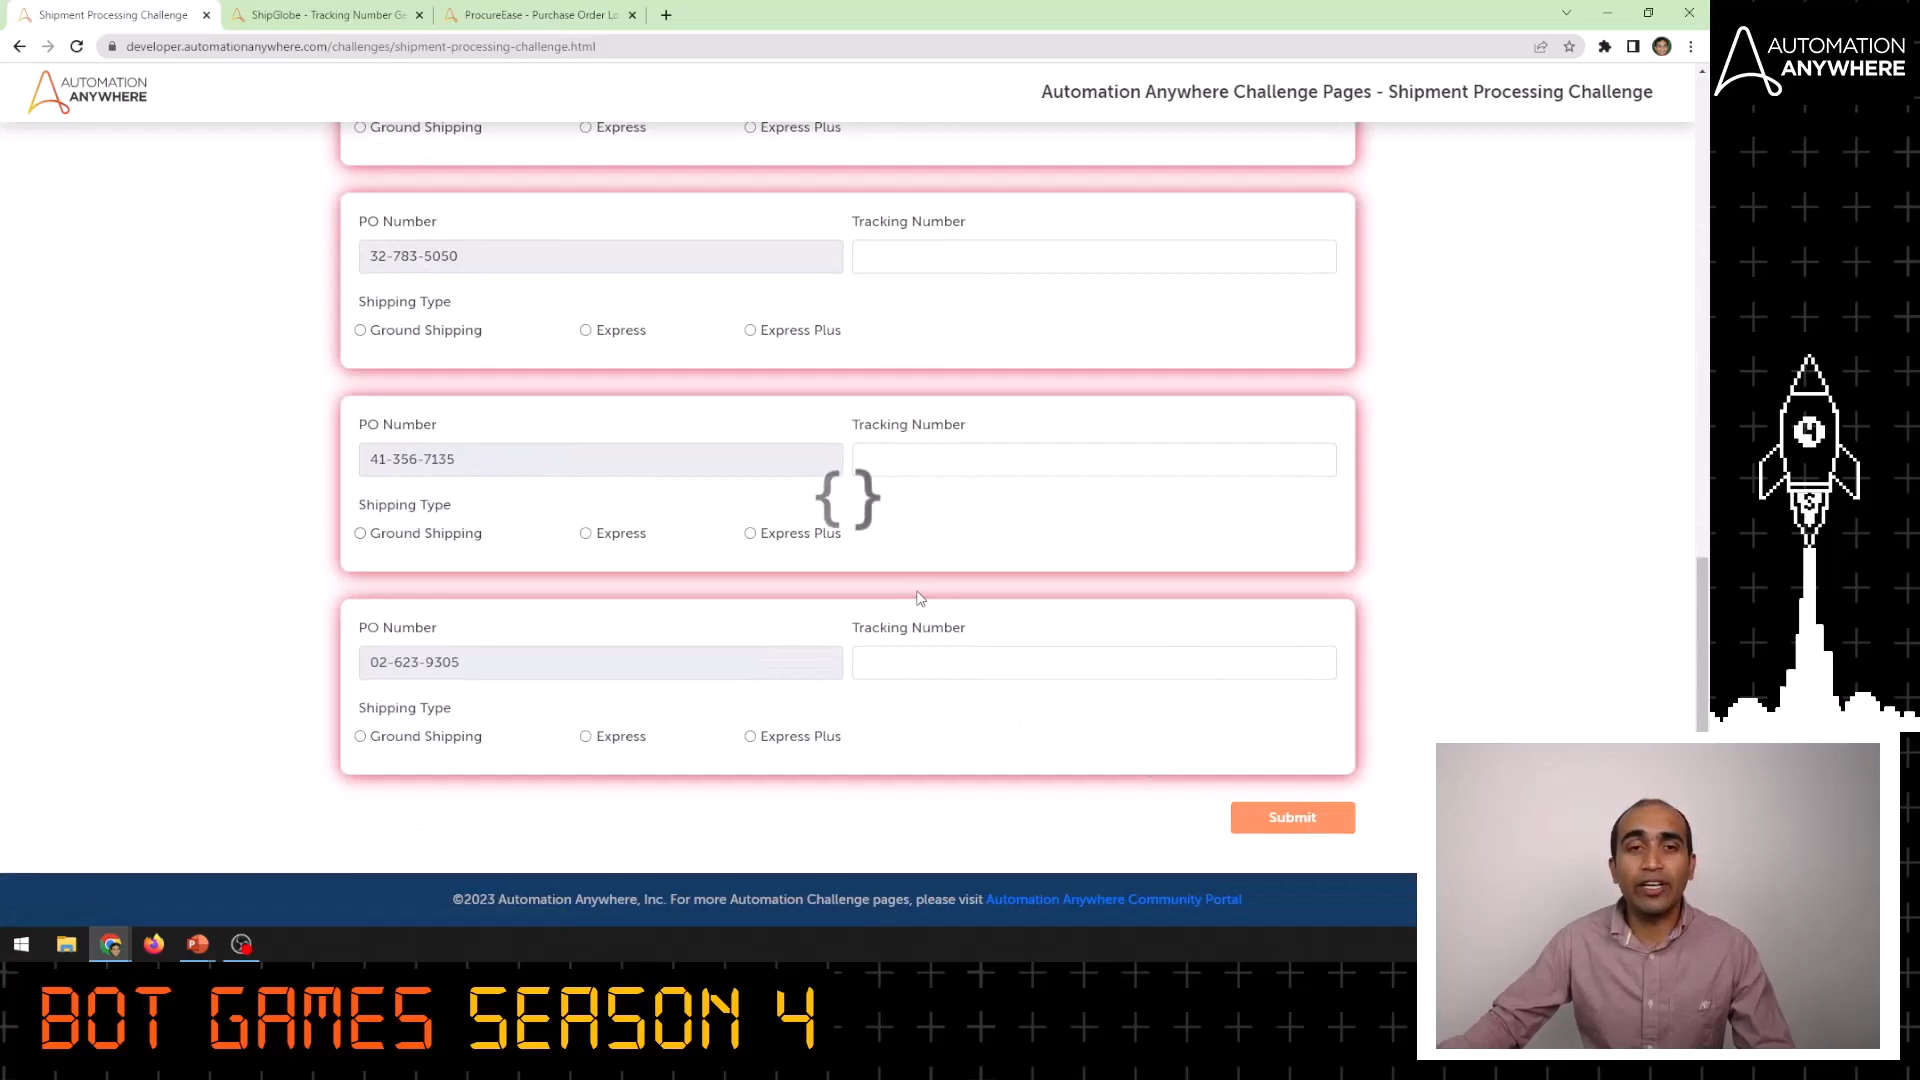 Shipment Processing Challenge
ShipGlobe - Tracking Number Ge
ProcureEase - Purchase Order Lo
developer.automationanywhere.com/challenges/shipment-processing-challenge.html
AUTOMATION
ANYWHERE
Automation Anywhere Challenge Pages - Shipment Processing Challenge
AUTOMATION
ANYWHERE
Ground Shipping Express Express Plus
PO Number Tracking Number
32-783-5050
Shipping Type
Ground Shipping Express Express Plus
PO Number Tracking Number
41-356-7135
{ }
Shipping Type
Ground Shipping Express Express Plus
PO Number Tracking Number
02-623-9305
Shipping Type
Ground Shipping Express Express Plus
Submit
©2023 Automation Anywhere, Inc. For more Automation Challenge pages, please visit Automation Anywhere Community Portal
4
S
BOT GAMES SEASON 4